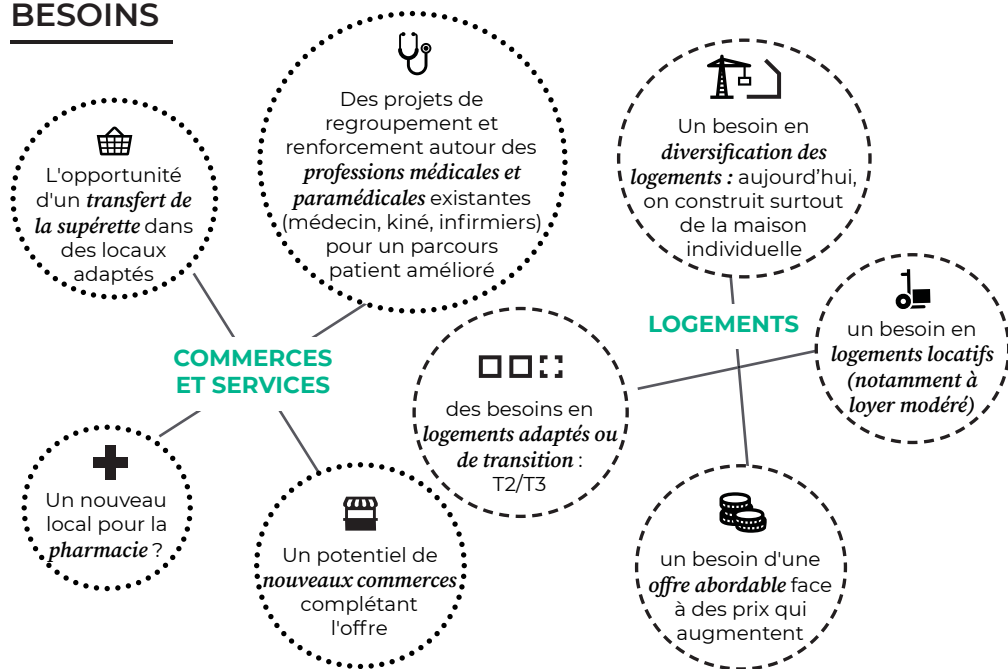 BESOINS
L'opportunité
d'un transfert de
la supérette dans
des locaux
adaptés
Des projets de
regroupement et
renforcement autour des
professions médicales et
paramédicales existantes
(médecin, kiné, infirmiers)
pour un parcours
patient amélioré
COMMERCES
ET SERVICES
Un nouveau
local pour la
pharmacie ?
Un potentiel de
nouveaux commerces
complétant
l'offre
Un besoin en
diversification des
logements : aujourd’hui,
on construit surtout
de la maison
individuelle
LOGEMENTS
un besoin en
logements locatifs
(notamment à
loyer modéré)
des besoins en
logements adaptés ou
de transition :
T2/T3
un besoin d'une
offre abordable face
à des prix qui
augmentent